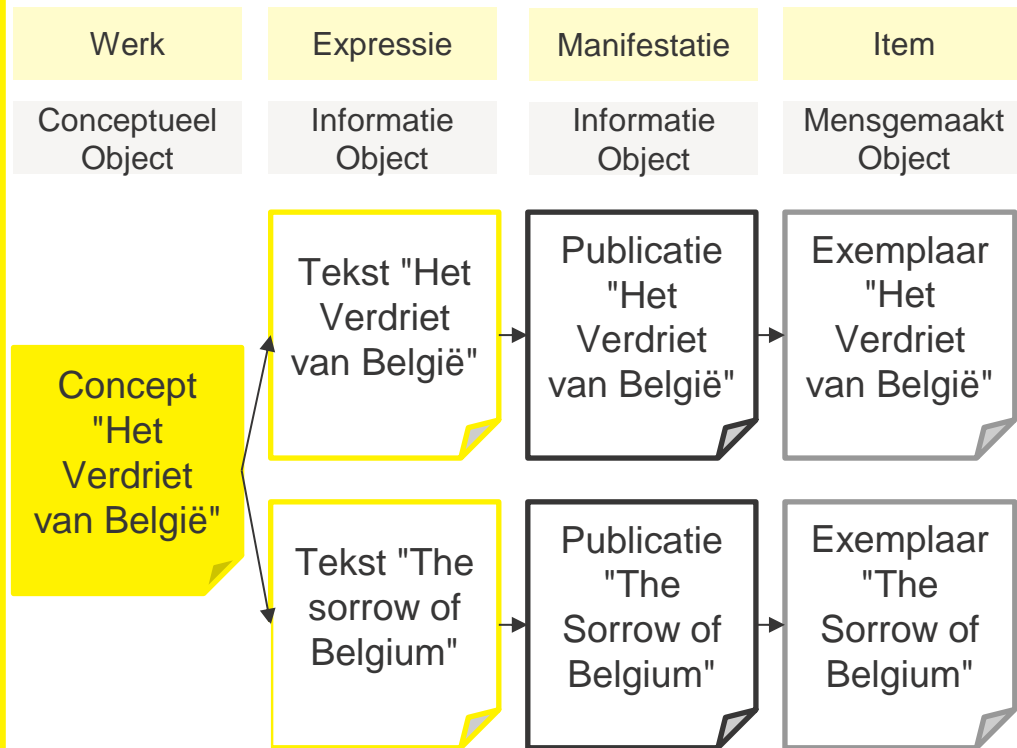 Werk
Expressie
Manifestatie
Item
Conceptueel
Object
Informatie
Object
Informatie
Object
Mensgemaakt
Object
Concept
"Het
Verdriet
van België"
Tekst "Het
Verdriet
van België"
Publicatie
"Het
Verdriet
van België"
Exemplaar
"Het
Verdriet
van België"
Tekst "The
sorrow of
Belgium"
Publicatie
"The
Sorrow of
Belgium"
Exemplaar
"The
Sorrow of
Belgium"